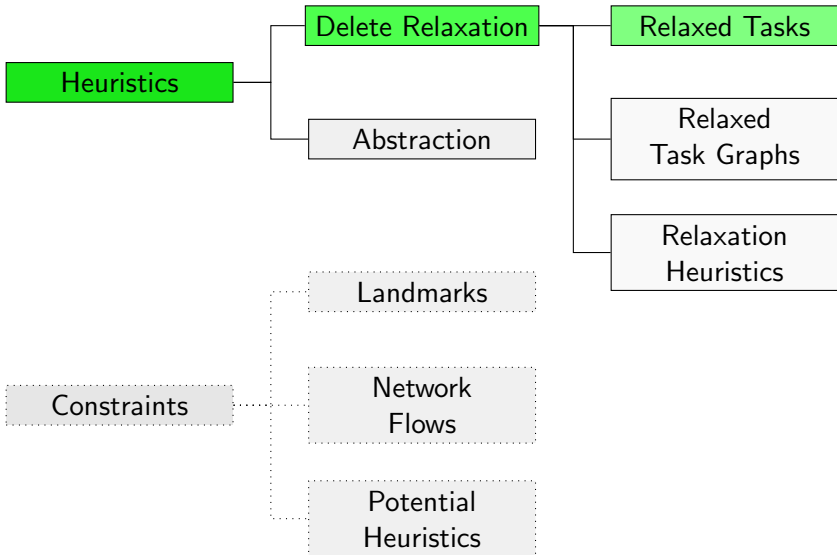 Heuristics
Delete Relaxation
Relaxed Tasks
Relaxed
Task Graphs
Relaxation
Heuristics
Abstraction
Constraints
Landmarks
Network
Flows
Potential
Heuristics